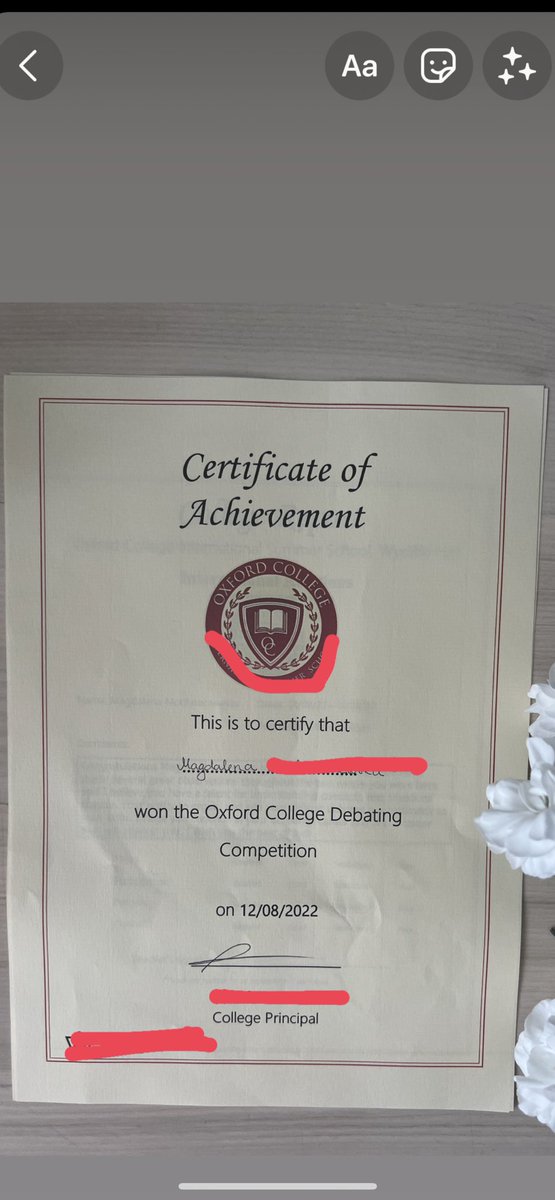 Aa
Certificate of
Achievement
OXFORD COLLEGE
OC
This is to certify that
Magdalena
won the Oxford College Debating
Competition
on 12/08/2022
College Principal